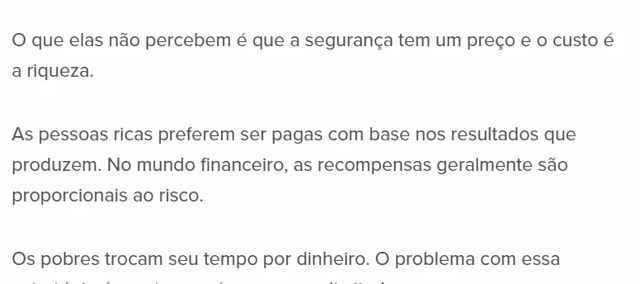 O que elas não percebem é que a segurança tem um preço e o custo é
a riqueza.
As pessoas ricas preferem ser pagas com base nos resultados que
produzem. No mundo financeiro, as recompensas geralmente são
proporcionais ao risco.
Os pobres trocam seu tempo por dinheiro. O problema com essa